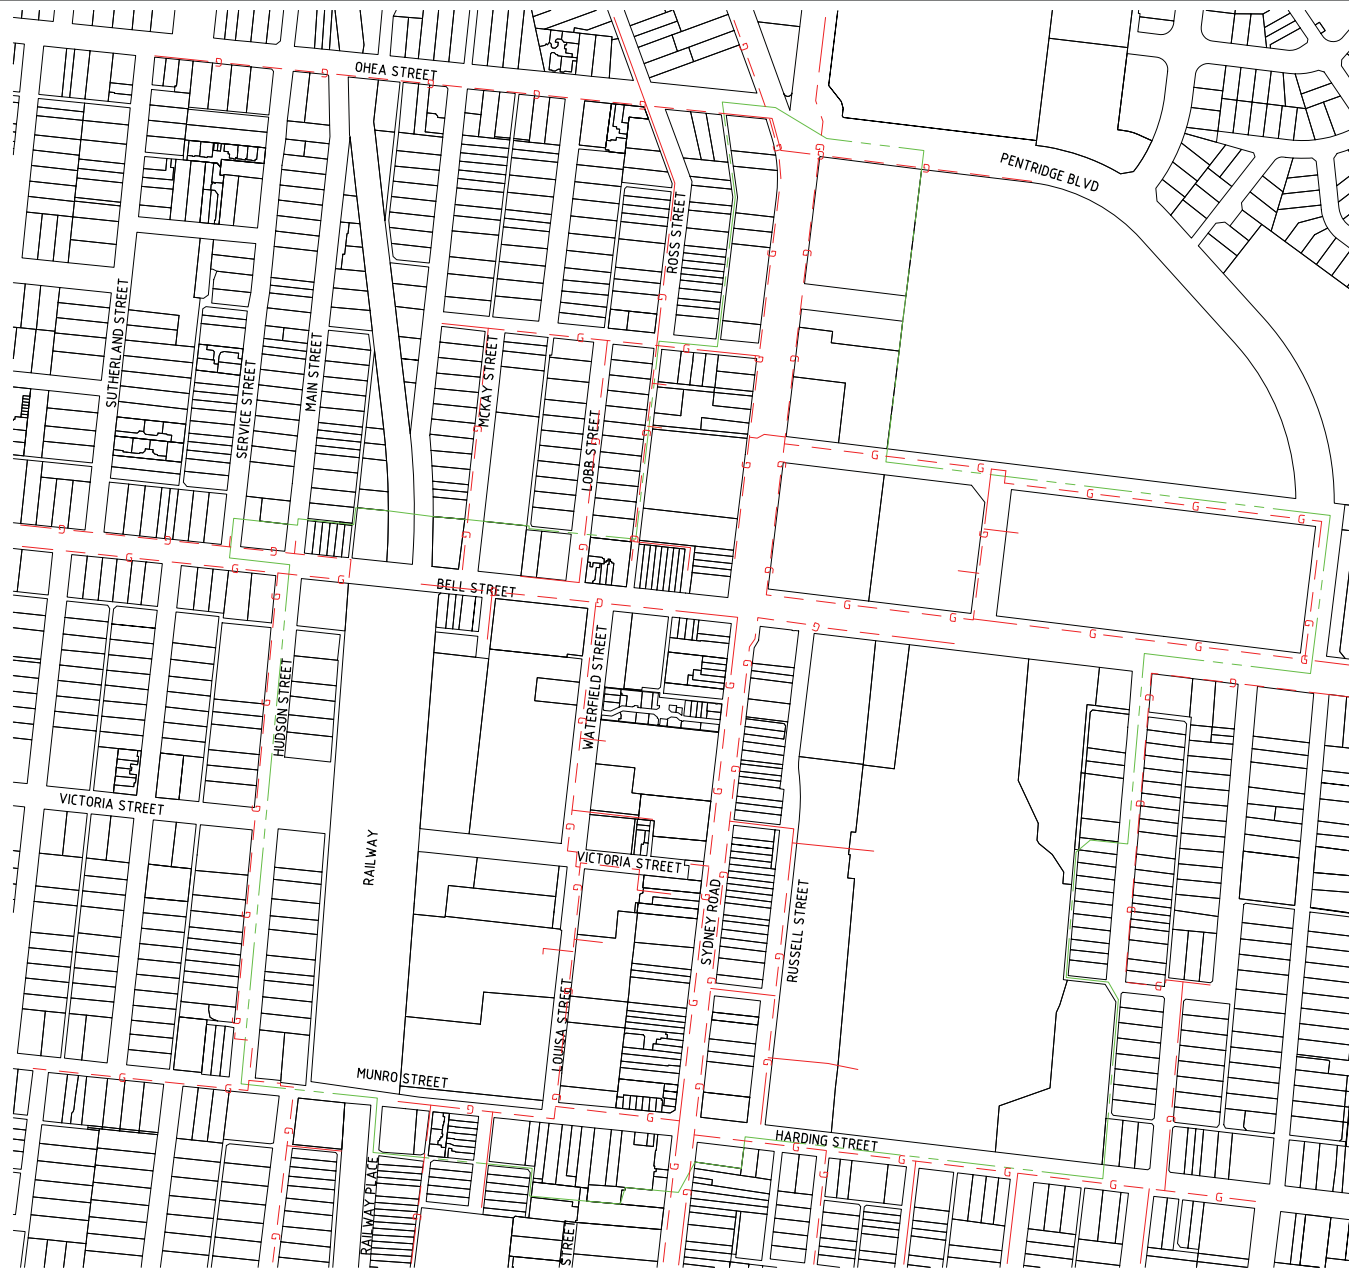 OHEA STREET
PENTRIDGE BLVD
ROSS STREET
SUTHERLAND STREET
MAIN STREET
MCKAY STREET
SERVICE STREET
LOBB STREET
BELL STREET
HUDSON STREET
WATERFIELD STREET
VICTORIA STREET
RAILWAY
VICTORIA STREET
SYDNEY ROAD
RUSSELL STREET
LOUISA STREET
MUNRO STREET
HARDING STREET
RAILWAY PLACE
STREET
G